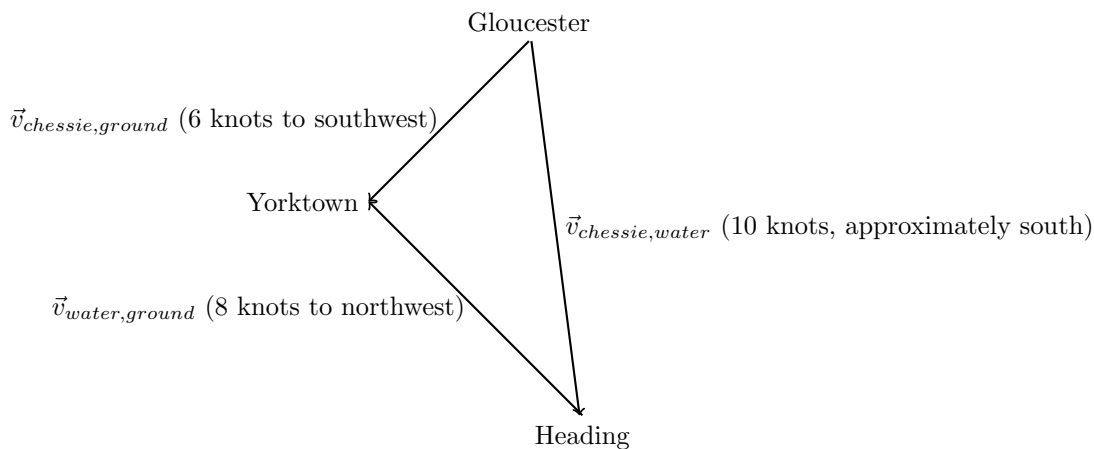 Gloucester
$\vec{v}_{chessie,ground}$ (6 knots to southwest)
Yorktown
$\vec{v}_{chessie,water}$ (10 knots, approximately south)
$\vec{v}_{water,ground}$ (8 knots to northwest)
Heading